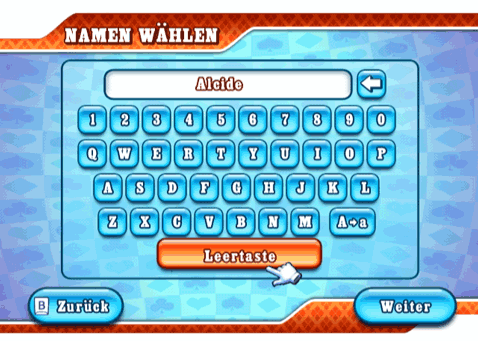 NAMEN WÄHLEN
Alcide
1 2 3 4 5 6 7 8 9 0
Q W E R T Y U I O P
A S D F G H J K L
Z X C V B N M A➔a
Leertaste
B Zurück
Weiter